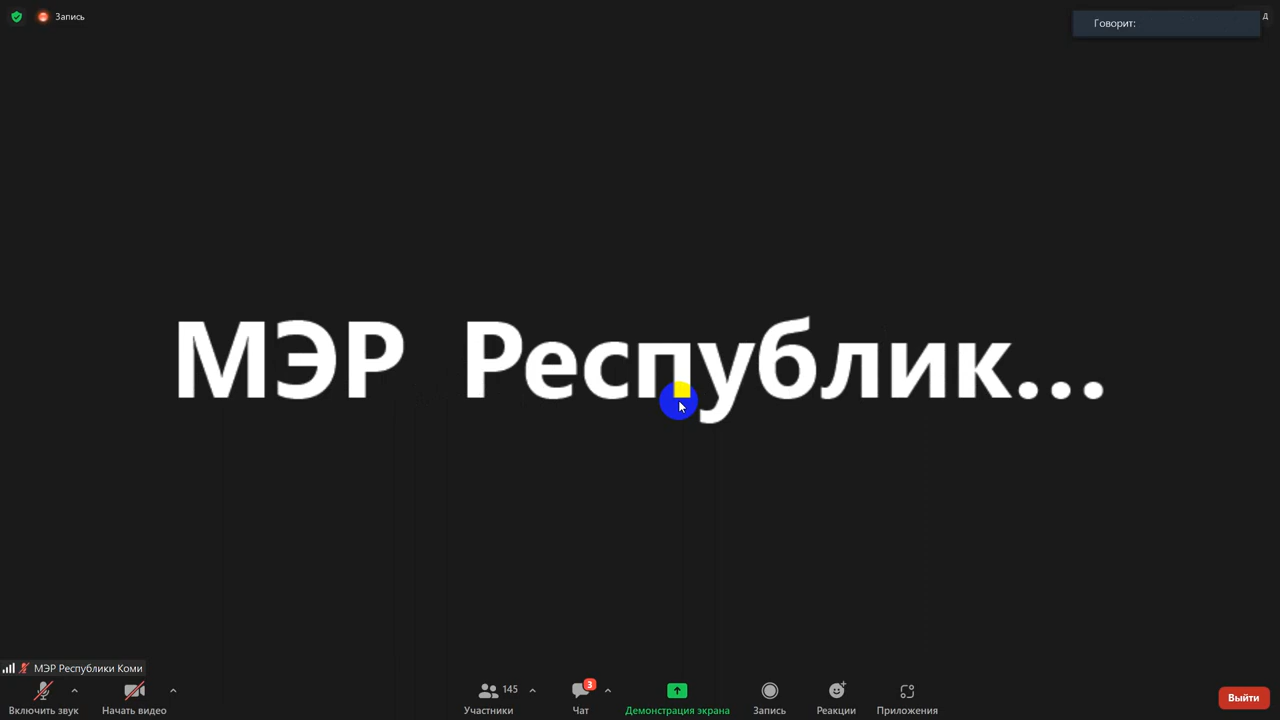 Запись
Говорит:
Д
МЭР Республик...
МЭР Республики Коми
Включить звук
Начать видео
145
Участники
3
Чат
Демонстрация экрана
Запись
Реакции
Приложения
Выйти